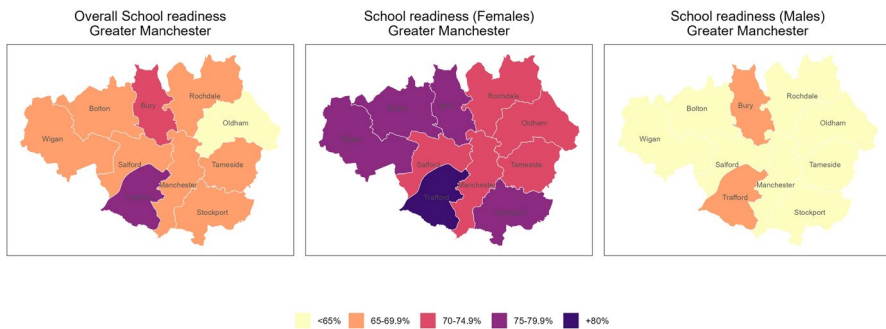 Overall School readiness
Greater Manchester
Bolton
Bury
Rochdale
Oldham
Wigan
Salford
Tameside
Manchester
Stockport
School readiness (Females)
Greater Manchester
Rochdale
Oldham
Salford
Tameside
Manchester
Trafford
School readiness (Males)
Greater Manchester
Bolton
Bury
Rochdale
Oldham
Wigan
Salford
Tameside
Manchester
Trafford
Stockport
<65%
65-69.9%
70-74.9%
75-79.9%
+80%